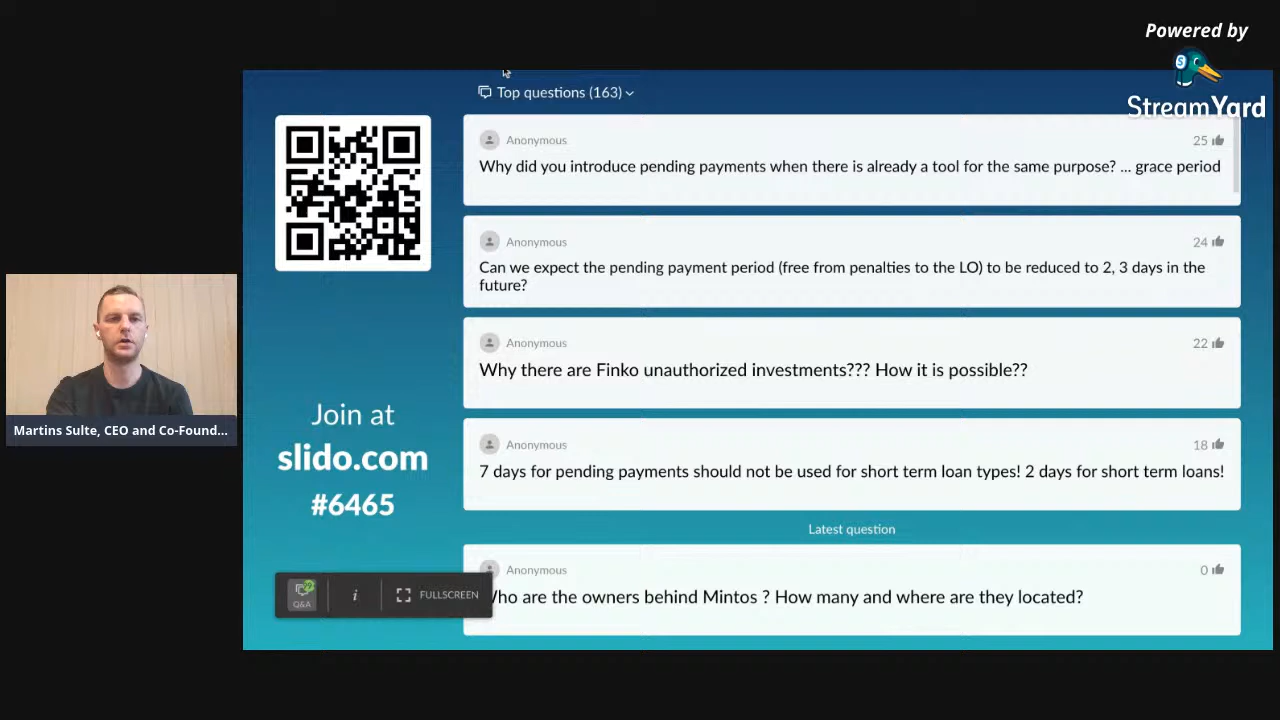 Powered by
StreamYard
Top questions (163)
Anonymous
25
Why did you introduce pending payments when there is already a tool for the same purpose? ... grace period
Anonymous
24
Can we expect the pending payment period (free from penalties to the LO) to be reduced to 2, 3 days in the
future?
Anonymous
22
Why there are Finko unauthorized investments??? How it is possible??
Anonymous
18
7 days for pending payments should not be used for short term loan types! 2 days for short term loans!
Latest question
Anonymous
0
ho are the owners behind Mintos ? How many and where are they located?
Join at
slido.com
#6465
Q&A
i
FULLSCREEN
Martins Sulte, CEO and Co-Found...